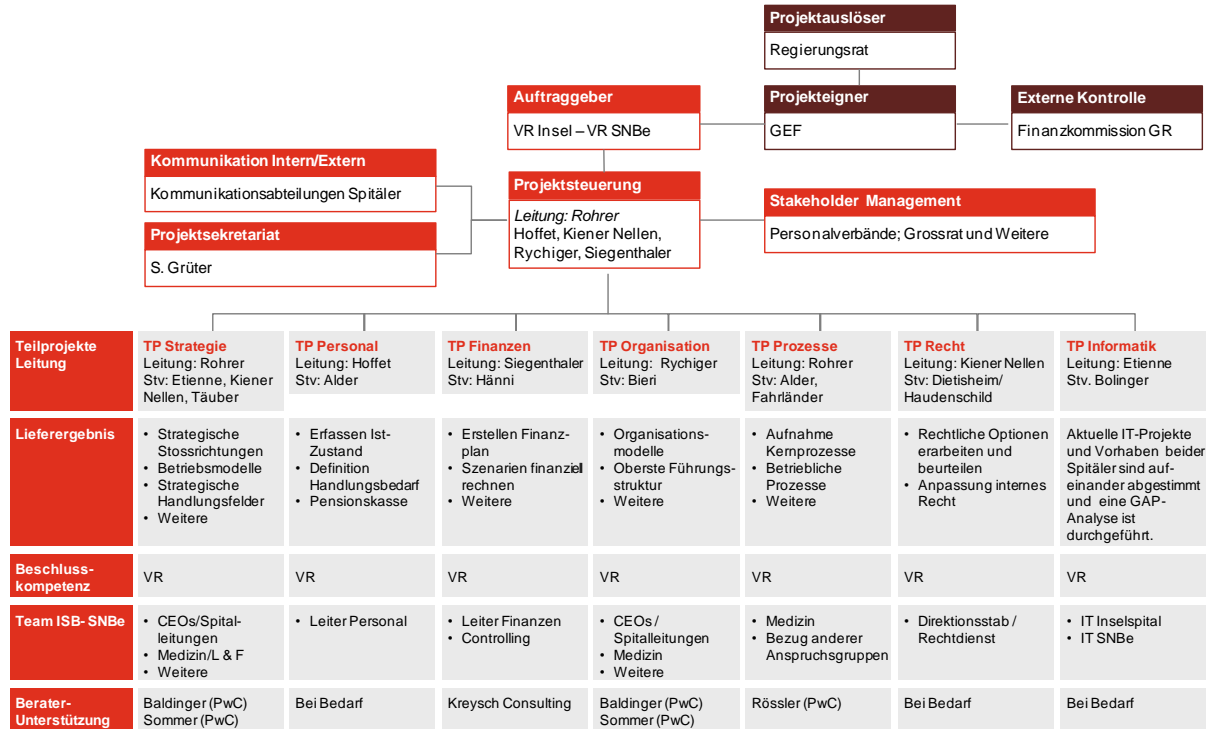 Projektauslöser
Regierungsrat
Auftraggeber
VR Insel – VR SNBe
Projekteigner
GEF
Externe Kontrolle
Finanzkommission GR
Kommunikation Intern/Extern
Kommunikationsabteilungen Spitäler
Projektsekretariat
S. Grüter
Projektsteuerung
Leitung: Rohrer
Hoffet, Kiener Nellen,
Rychiger, Siegenthaler
Stakeholder Management
Personalverbände; Grossrat und Weitere
Teilprojekte
Leitung
TP Strategie
Leitung: Rohrer
Stv: Etienne, Kiener
Nellen, Täuber
TP Personal
Leitung: Hoffet
Stv: Alder
TP Finanzen
Leitung: Siegenthaler
Stv: Hänni
TP Organisation
Leitung: Rychiger
Stv: Bieri
TP Prozesse
Leitung: Rohrer
Stv: Alder,
Fahrländer
TP Recht
Leitung: Kiener Nellen
Stv: Dietisheim/
Haudenschild
TP Informatik
Leitung: Etienne
Stv. Bolinger
Lieferergebnis
• Strategische
Stossrichtungen
• Betriebsmodelle
• Strategische
Handlungsfelder
• Weitere
• Erfassen Ist-
Zustand
• Definition
Handlungsbedarf
• Pensionskasse
• Erstellen Finanz-
plan
• Szenarien finanziell
rechnen
• Weitere
• Organisations-
modelle
• Oberste Führungs-
struktur
• Weitere
• Aufnahme
Kernprozesse
• Betriebliche
Prozesse
• Weitere
• Rechtliche Optionen
erarbeiten und
beurteilen
• Anpassung internes
Recht
Aktuelle IT-Projekte
und Vorhaben beider
Spitäler sind auf-
einander abgestimmt
und eine GAP-
Analyse ist
durchgeführt.
Beschluss-
kompetenz
VR
VR
VR
VR
VR
VR
VR
Team ISB- SNBe
• CEOs/Spital-
leitungen
• Medizin/L & F
• Weitere
• Leiter Personal
• Leiter Finanzen
• Controlling
• CEOs /
Spitalleitungen
• Medizin
• Weitere
• Medizin
• Bezug anderer
Anspruchsgruppen
• Direktionsstab /
Rechtdienst
• IT Inselspital
• IT SNBe
Berater-
Unterstützung
Baldinger (PwC)
Sommer (PwC)
Bei Bedarf
Kreysch Consulting
Baldinger (PwC)
Sommer (PwC)
Rössler (PwC)
Bei Bedarf
Bei Bedarf